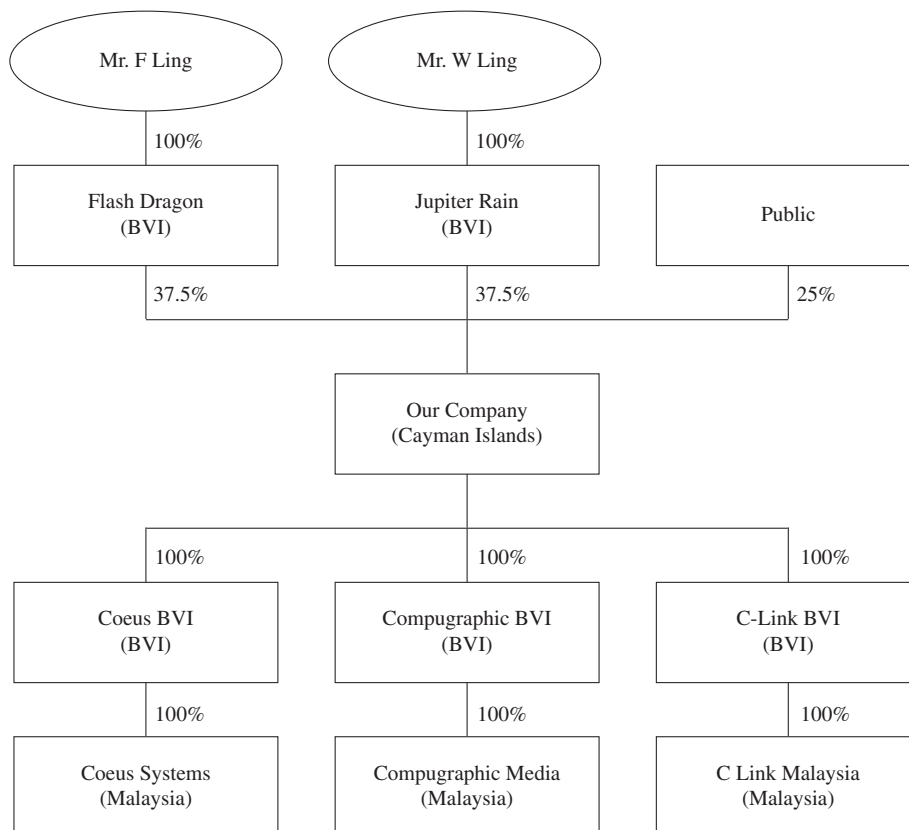 Mr. F Ling
Mr. W Ling
100%
100%
Flash Dragon
(BVI)
Jupiter Rain
(BVI)
Public
37.5%
37.5%
25%
Our Company
(Cayman Islands)
100%
100%
100%
Coeus BVI
(BVI)
Compugraphic BVI
(BVI)
C-Link BVI
(BVI)
100%
100%
100%
Coeus Systems
(Malaysia)
Compugraphic Media
(Malaysia)
C Link Malaysia
(Malaysia)